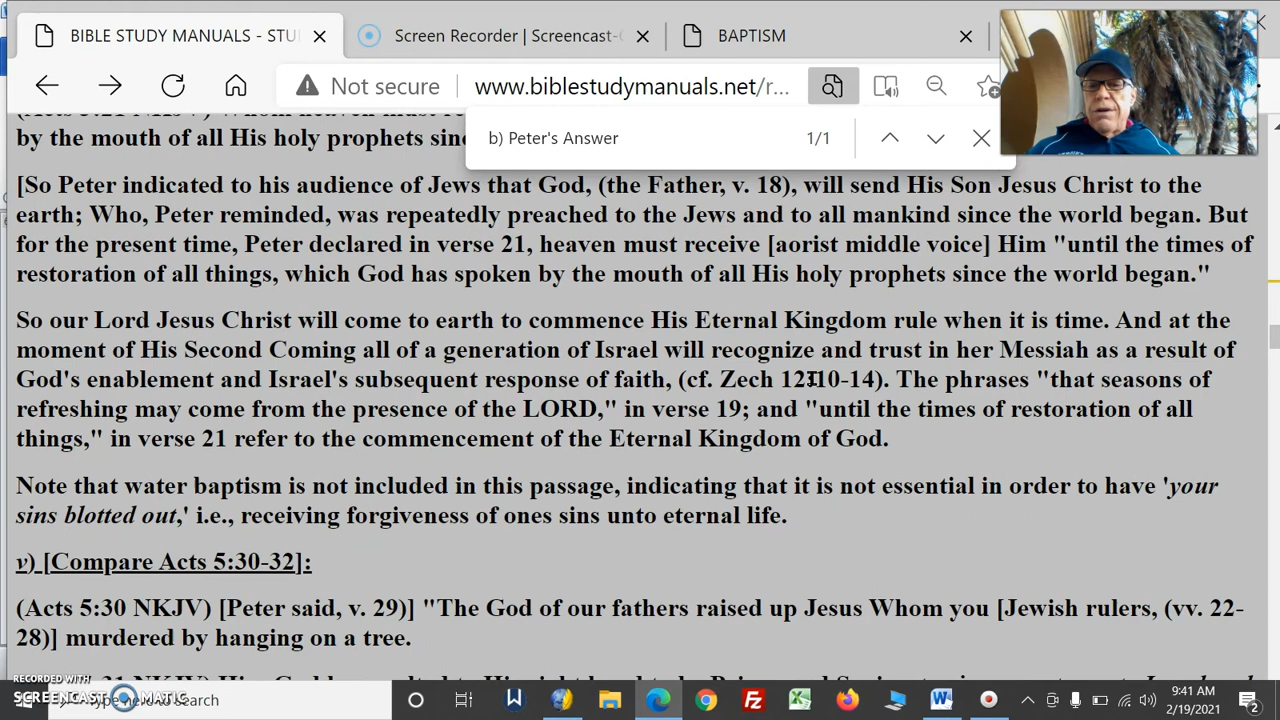 BIBLE STUDY MANUALS - STU
Screen Recorder | Screencast-
BAPTISM
Not secure
www.biblestudymanuals.net/r...
b) Peter's Answer
1/1
by the mouth of all His holy prophets
[So Peter indicated to his audience of Jews that God, (the Father, v. 18), will send His Son Jesus Christ to the
earth; Who, Peter reminded, was repeatedly preached to the Jews and to all mankind since the world began. But
for the present time, Peter declared in verse 21, heaven must receive [aorist middle voice] Him "until the times of
restoration of all things, which God has spoken by the mouth of all His holy prophets since the world began."
So our Lord Jesus Christ will come to earth to commence His Eternal Kingdom rule when it is time. And at the
moment of His Second Coming all of a generation of Israel will recognize and trust in her Messiah as a result of
God's enablement and Israel's subsequent response of faith, (cf. Zech 12:10-14). The phrases "that seasons of
refreshing may come from the presence of the LORD," in verse 19; and "until the times of restoration of all
things," in verse 21 refer to the commencement of the Eternal Kingdom of God.
Note that water baptism is not included in this passage, indicating that it is not essential in order to have 'your
sins blotted out,' i.e., receiving forgiveness of ones sins unto eternal life.
v) [Compare Acts 5:30-32]:
(Acts 5:30 NKJV) [Peter said, v. 29)] "The God of our fathers raised up Jesus Whom you [Jewish rulers, (vv. 22-
28)] murdered by hanging on a tree.
RECORDED WITH
SCREENCAST MATIC
here to search
9:41 AM
2/19/2021
2